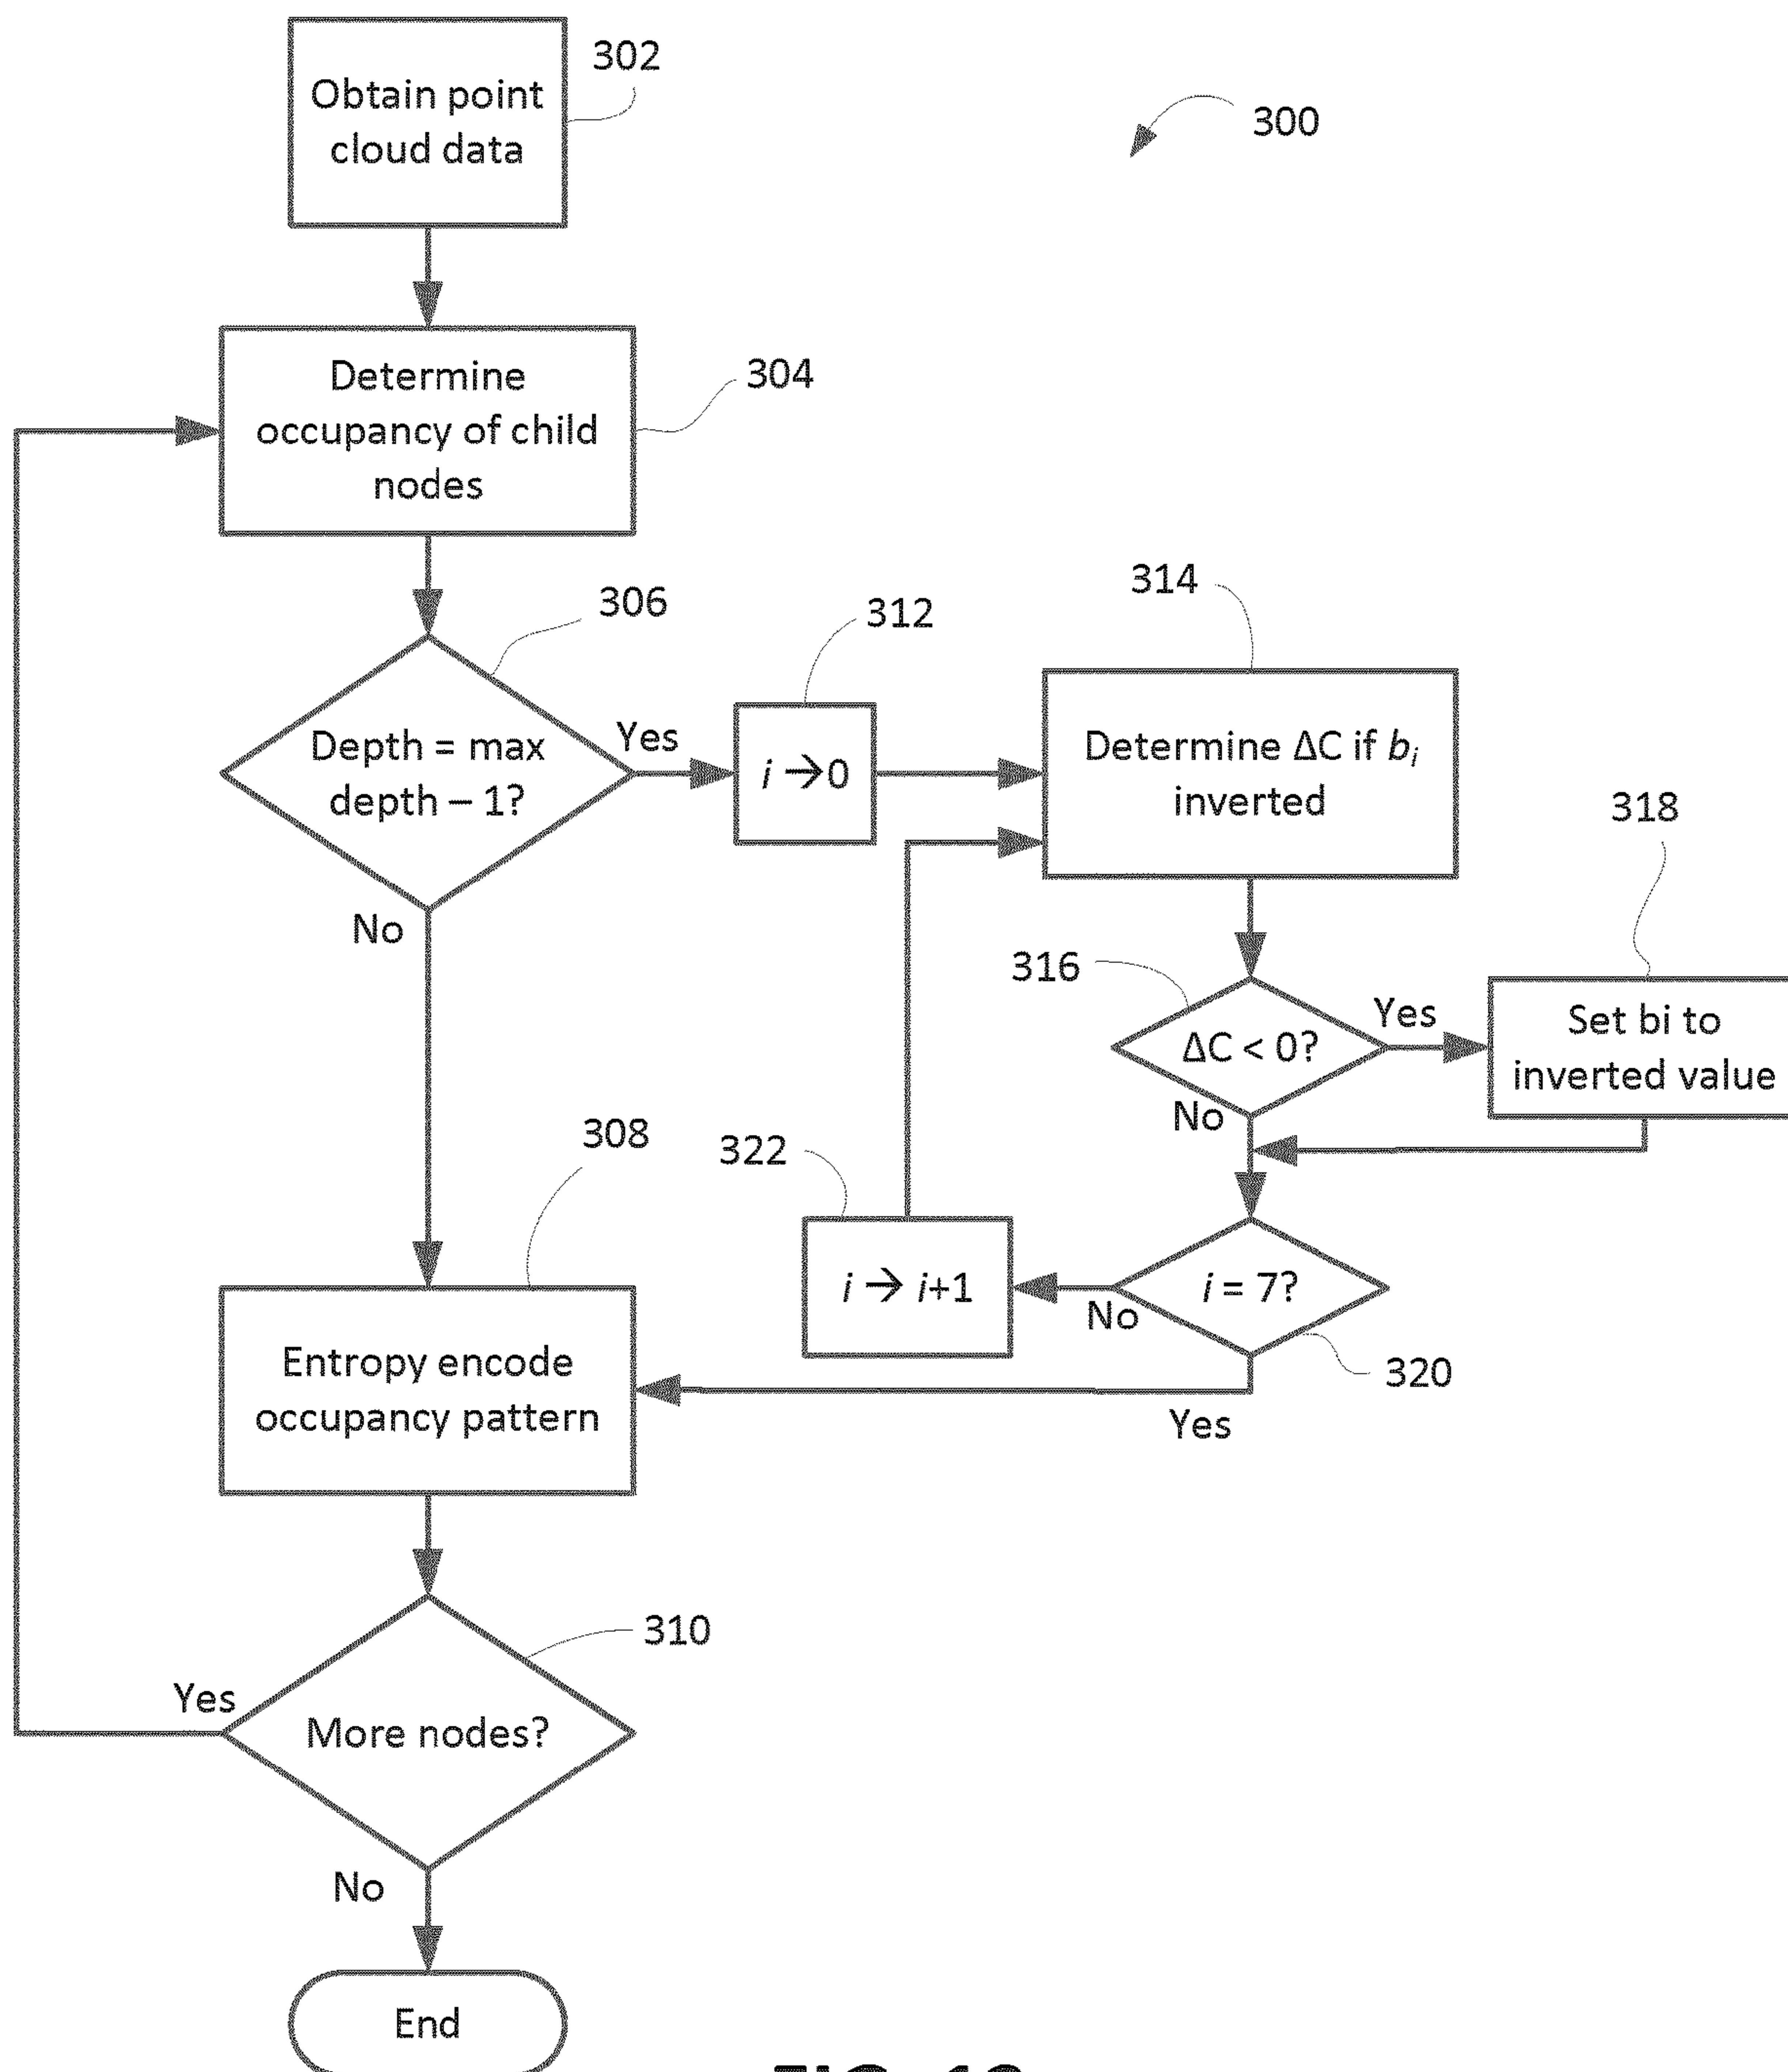 302
Obtain point
cloud data
300
Determine
occupancy of child
nodes
304
306
Depth = max
depth – 1?
Yes
No
312
i →0
314
Determine ΔC if bi
inverted
316
ΔC < 0?
Yes
No
318
Set bi to
inverted value
322
i → i+1
No
i = 7?
320
Yes
308
Entropy encode
occupancy pattern
310
More nodes?
Yes
No
End